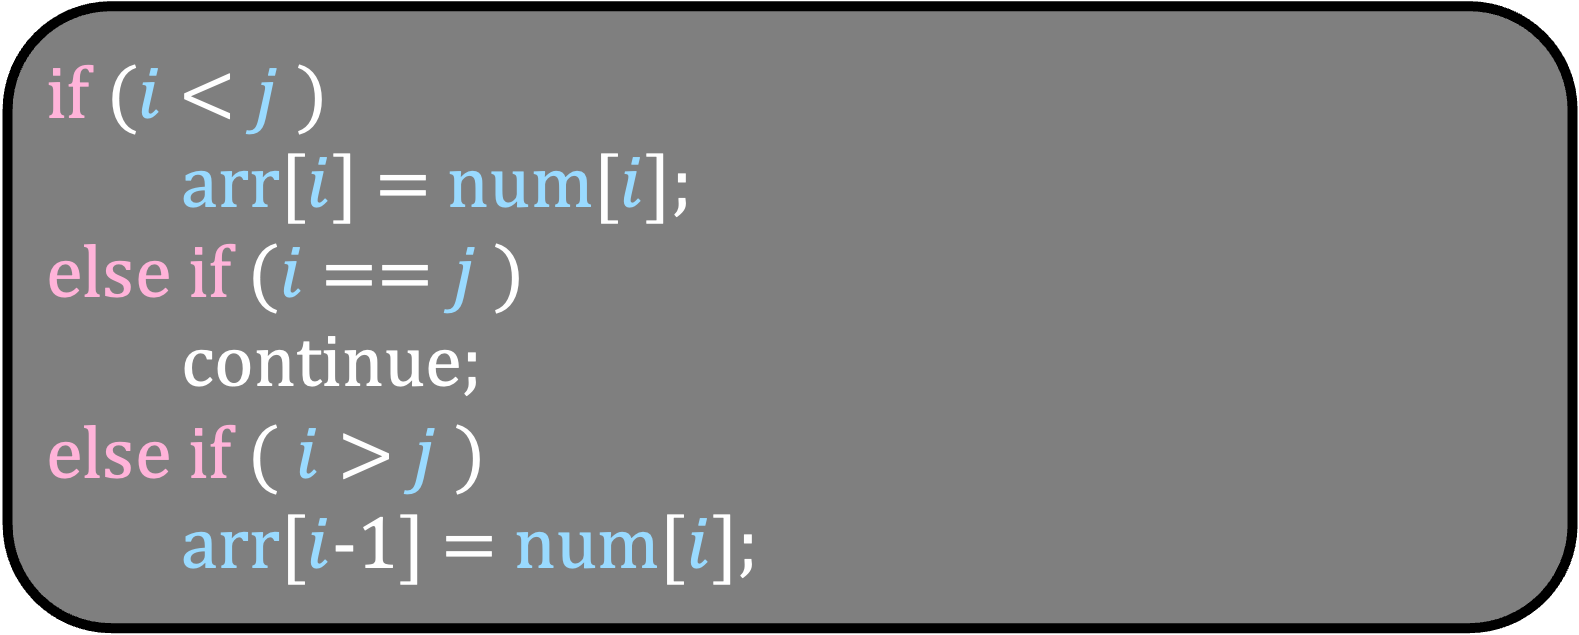 if (i < j )
arr[i] = num[i];
else if (i == j )
continue;
else if ( i > j )
arr[i-1] = num[i];